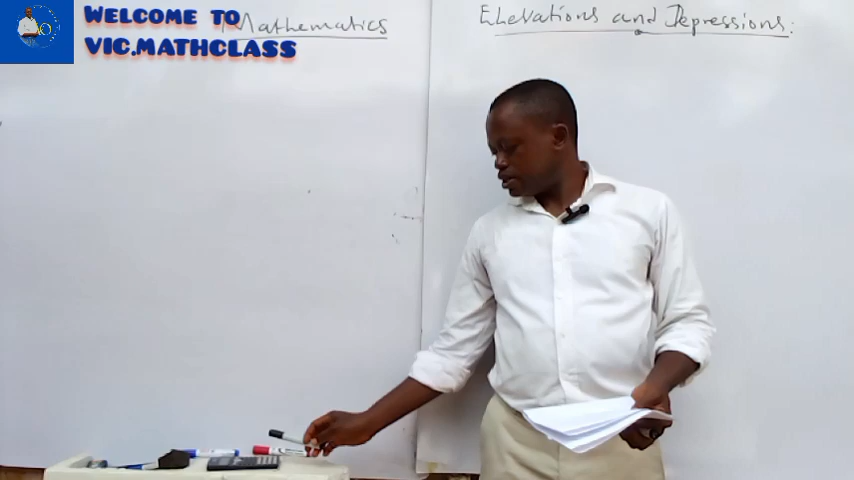 WELCOME TO
VIC.MATHCLASS
Mathematics
Elevations and Depressions: